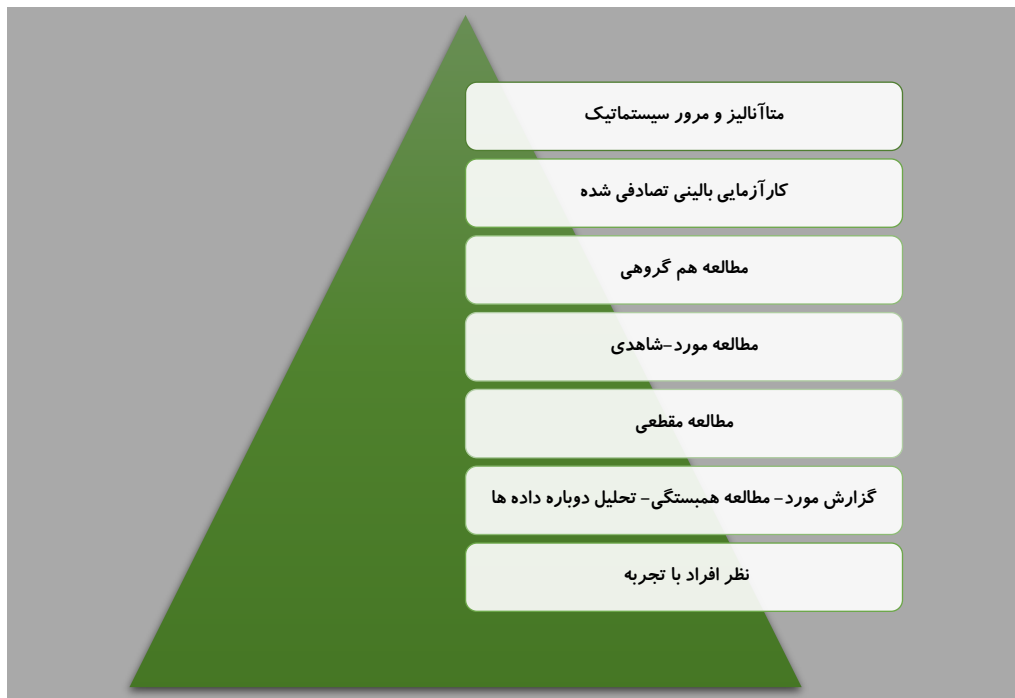 متاآنالیز و مرور سیستماتیک
کارآزمایی بالینی تصادفی شده
مطالعه هم گروهی
مطالعه مورد-شاهدی
مطالعه مقطعی
گزارش مورد- مطالعه همبستگی- تحلیل دوباره داده ها
نظر افراد با تجربه